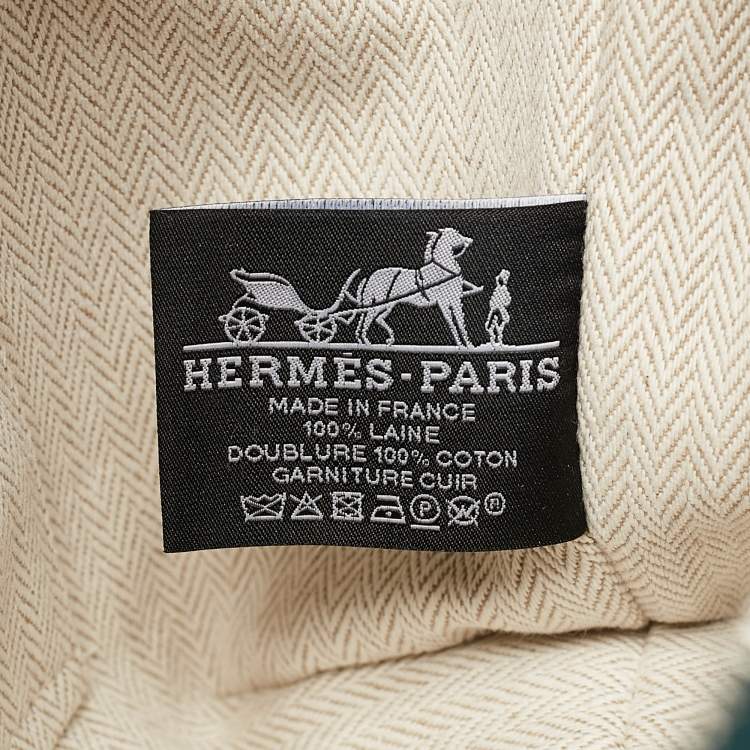 HERMÈS-PARIS
MADE IN FRANCE
100% LAINE
DOUBLURE 100% COTON
GARNITURE CUIR
P W F